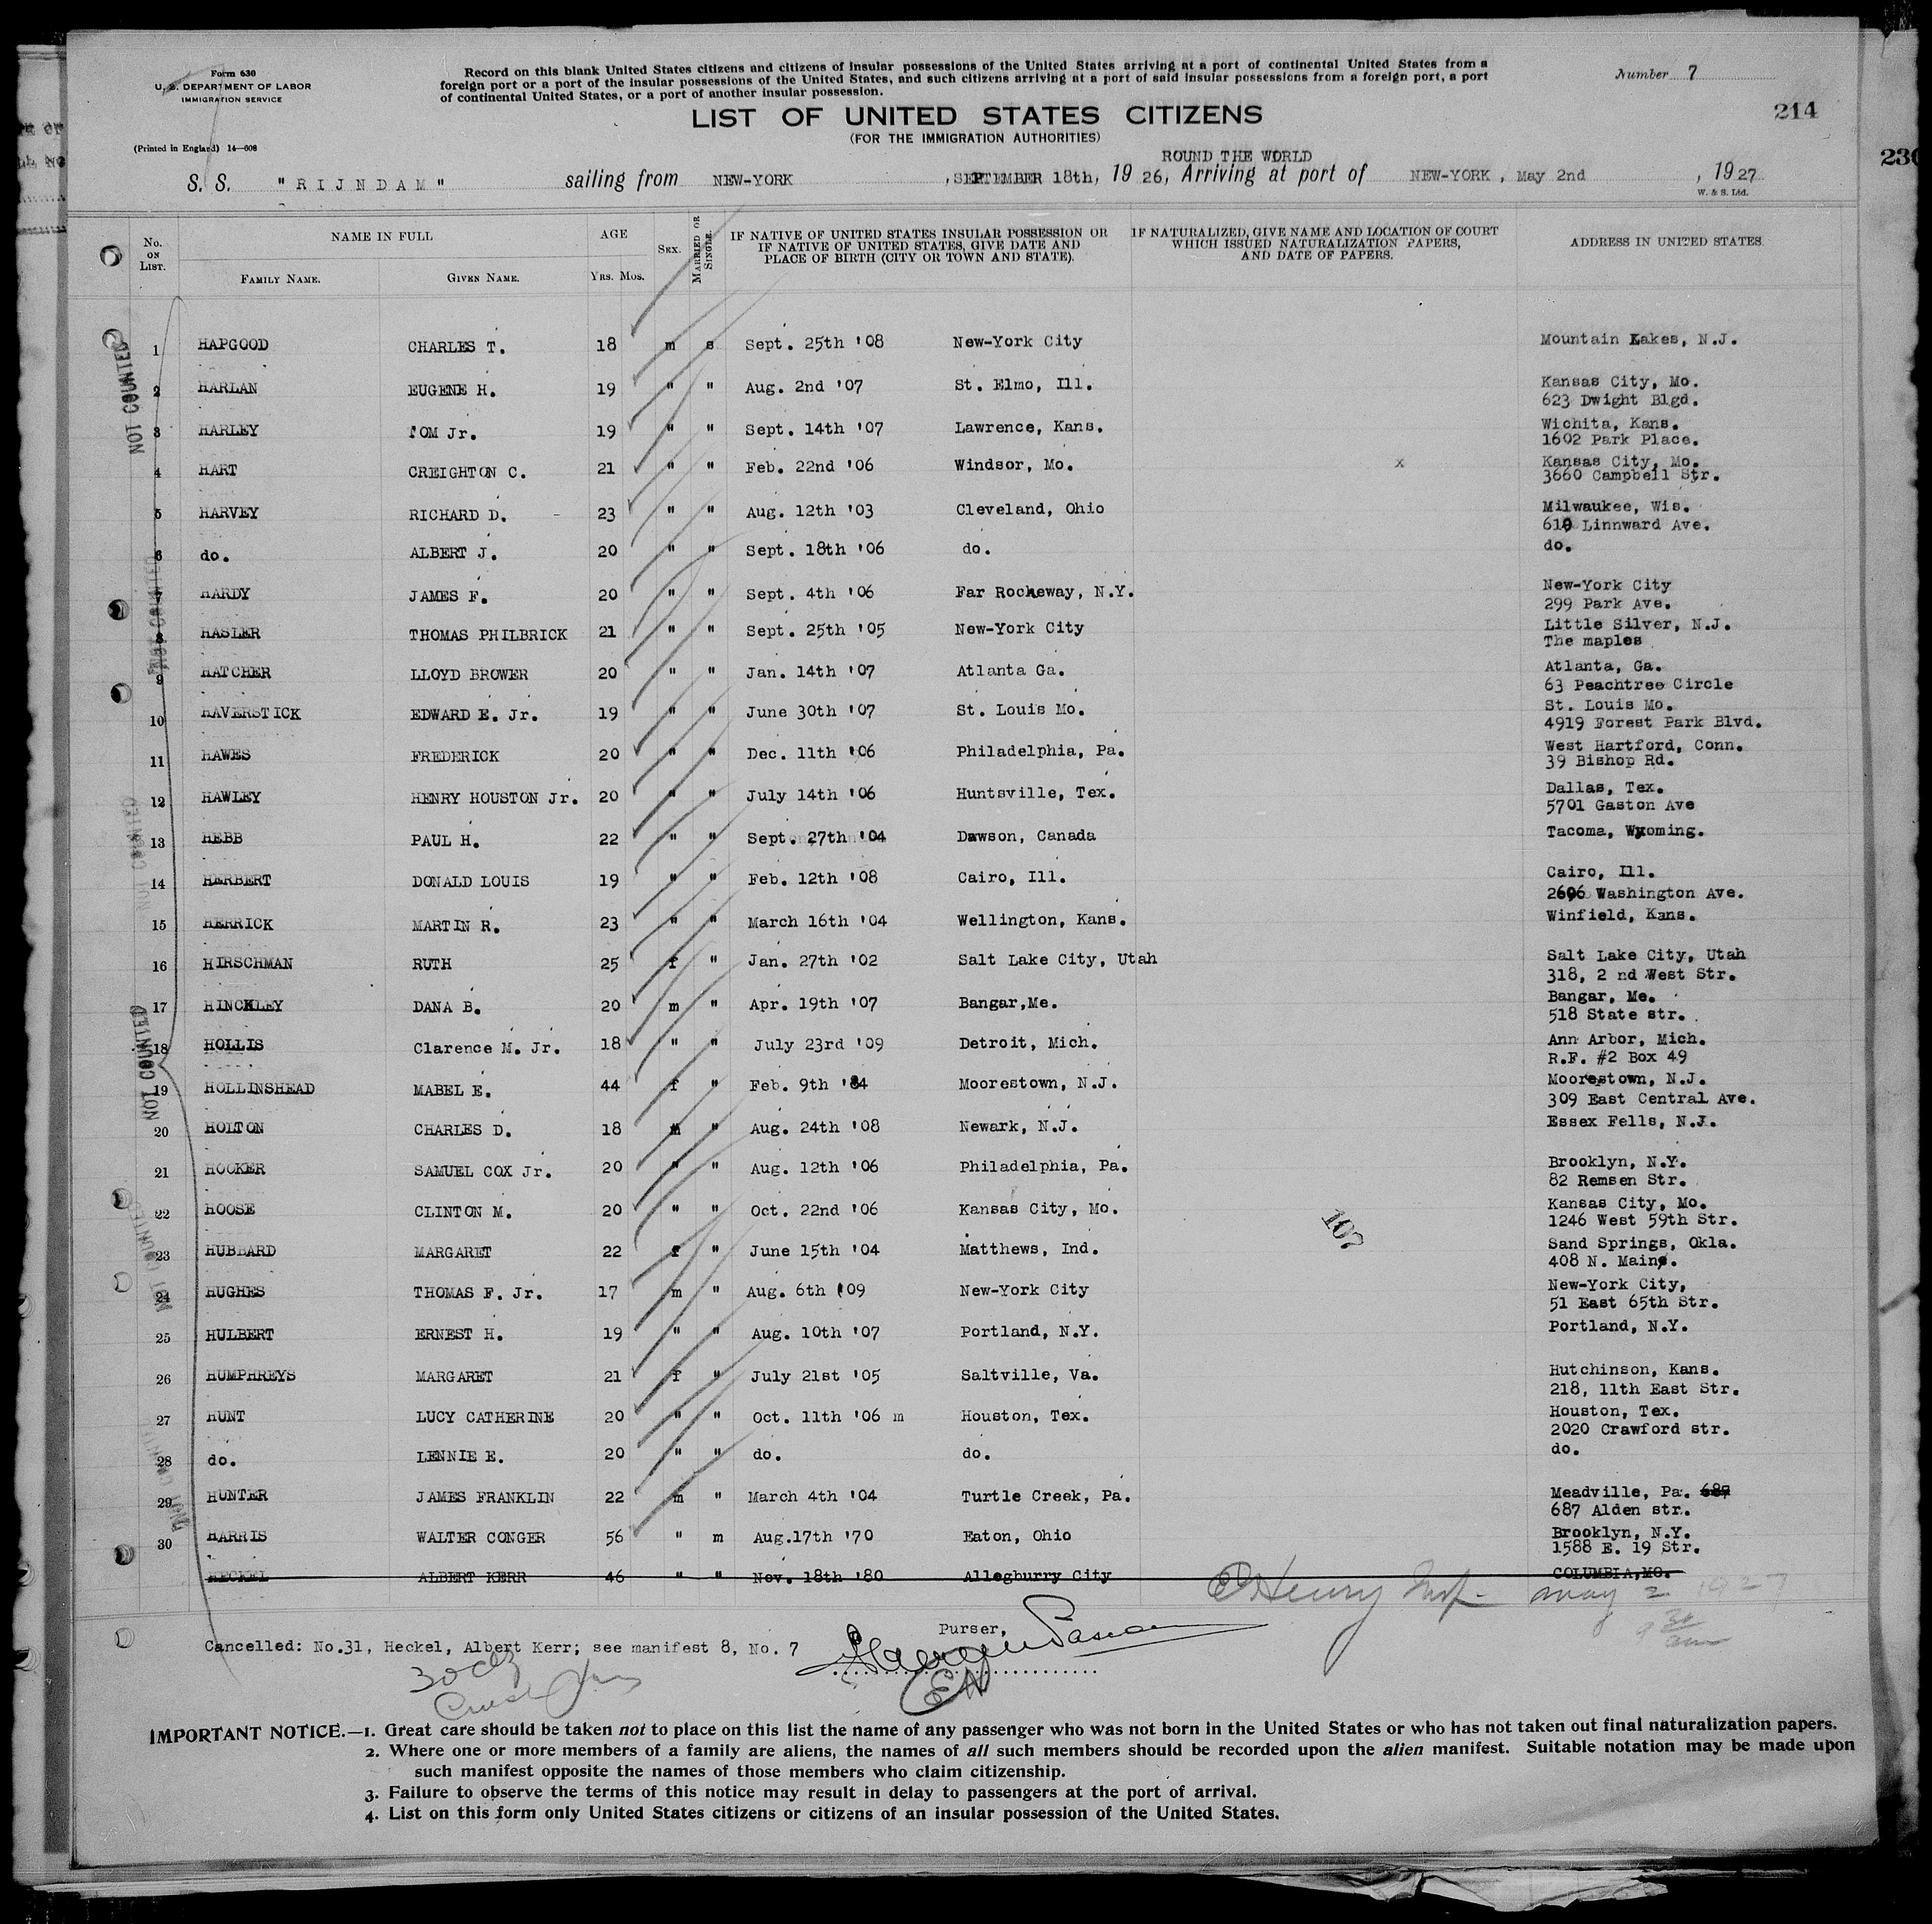 Form 630
U. S. DEPARTMENT OF LABOR
IMMIGRATION SERVICE
(Printed in England) 14—608
Record on this blank United States citizens and citizens of insular possessions of the United States arriving at a port of continental United States from a
foreign port or a port of the insular possessions of the United States, and such citizens arriving at a port of said insular possessions from a foreign port, a port
of continental United States, or a port of another insular possession.
Number 7
214
230
LIST OF UNITED STATES CITIZENS
(FOR THE IMMIGRATION AUTHORITIES)
ROUND THE WORLD
S. S. "RIJNDAM" sailing from NEW-YORK, SEPTEMBER 18th, 1926, Arriving at port of NEW-YORK, May 2nd, 1927
W. & S. Ltd.
No. on List. NAME IN FULL AGE Sex. Married or Single. IF NATIVE OF UNITED STATES INSULAR POSSESSION OR IF NATIVE OF UNITED STATES, GIVE DATE AND PLACE OF BIRTH (CITY OR TOWN AND STATE). IF NATURALIZED, GIVE NAME AND LOCATION OF COURT WHICH ISSUED NATURALIZATION PAPERS, AND DATE OF PAPERS. ADDRESS IN UNITED STATES.
Family Name. Given Name. Yrs. Mos.
NOT COUNTED
1 HAPGOOD CHARLES T. 18 m s Sept. 25th '08 New-York City Mountain Lakes, N.J.
2 HARLAN EUGENE H. 19 " " Aug. 2nd '07 St. Elmo, Ill. Kansas City, Mo.
623 Dwight Blgd.
3 HARLEY TOM Jr. 19 " " Sept. 14th '07 Lawrence, Kans. Wichita, Kans.
1602 Park Place.
4 HART CREIGHTON C. 21 " " Feb. 22nd '06 Windsor, Mo. x Kansas City, Mo.
3660 Campbell Str.
5 HARVEY RICHARD D. - 23 " " Aug. 12th '03 Cleveland, Ohio Milwaukee, Wis.
619 Linnward Ave.
6 do. ALBERT J. 20 " " Sept. 18th '06 do. do.
NOT COUNTED
7 HARDY JAMES F. 20 " " Sept. 4th '06 Far Rockeway, N.Y. New-York City
299 Park Ave.
8 HASLER THOMAS PHILBRICK 21 " " Sept. 25th '05 New-York City Little Silver, N.J.
The maples
9 HATCHER LLOYD BROWER 20 " " Jan. 14th '07 Atlanta Ga. Atlanta, Ga.
63 Peachtree Circle
10 HAVERSTICK EDWARD E. Jr. 19 " " June 30th '07 St. Louis Mo. St. Louis Mo.
4919 Forest Park Blvd.
11 HAWES FREDERICK 20 " " Dec. 11th '06 Philadelphia, Pa. West Hartford, Conn.
39 Bishop Rd.
12 HAWLEY HENRY HOUSTON Jr. 20 " " July 14th '06 Huntsville, Tex. Dallas, Tex.
5701 Gaston Ave
NOT COUNTED
13 HEBB PAUL H. 22 " " Sept. 27th '04 Dawson, Canada Tacoma, Wyoming.
14 HERBERT DONALD LOUIS 19 " " Feb. 12th '08 Cairo, Ill. Cairo, Ill.
2606 Washington Ave.
15 HERRICK MARTIN R. 23 " " March 16th '04 Wellington, Kans. Winfield, Kans.
16 HIRSCHMAN RUTH 25 f " Jan. 27th '02 Salt Lake City, Utah Salt Lake City, Utah
318, 2 nd West Str.
17 HINCKLEY DANA B. 20 m " Apr. 19th '07 Bangar,Me. Bangar, Me.
518 State str.
NOT COUNTED
18 HOLLIS Clarence M. Jr. 18 " " July 23rd '09 Detroit, Mich. Ann Arbor, Mich.
R.F. #2 Box 49
19 HOLLINSHEAD MABEL E. 44 f " Feb. 9th '84 Moorestown, N.J. Moorestown, N.J.
309 East Central Ave.
20 HOLTON CHARLES D. 18 m " Aug. 24th '08 Newark, N.J. Essex Fells, N.J.
21 HOOKER SAMUEL COX Jr. 20 " " Aug. 12th '06 Philadelphia, Pa. Brooklyn, N.Y.
82 Remsen Str.
22 HOOSE CLINTON M. 20 " " Oct. 22nd '06 Kansas City, Mo. Kansas City, Mo.
1246 West 59th Str.
107
NOT COUNTED
23 HUBBARD MARGARET 22 f " June 15th '04 Matthews, Ind. Sand Springs, Okla.
408 N. Main.
24 HUGHES THOMAS F. Jr. 17 m " Aug. 6th '09 New-York City New-York City,
51 East 65th Str.
25 HULBERT ERNEST H. 19 " " Aug. 10th '07 Portland, N.Y. Portland, N.Y.
26 HUMPHREYS MARGARET 21 f " July 21st '05 Saltville, Va. Hutchinson, Kans.
218, 11th East Str.
27 HUNT LUCY CATHERINE 20 " " Oct. 11th '06 m Houston, Tex. Houston, Tex.
2020 Crawford str.
28 do. LENNIE E. 20 " " do. do. do.
NOT
29 HUNTER JAMES FRANKLIN 22 m " March 4th '04 Turtle Creek, Pa. Meadville, Pa. 687
687 Alden str.
30 HARRIS WALTER CONGER 56 " m Aug.17th '70 Eaton, Ohio Brooklyn, N.Y.
1588 E. 19 Str.
HECKEL ALBERT KERR 46 " " Nov. 18th '80 Allegburry City COLUMBIA,MO.
Henry Insp. May 2 1927
9 30 am
Purser,
Cancelled: No.31, Heckel, Albert Kerr; see manifest 8, No. 7
30
IMPORTANT NOTICE.—1. Great care should be taken not to place on this list the name of any passenger who was not born in the United States or who has not taken out final naturalization papers.
2. Where one or more members of a family are aliens, the names of all such members should be recorded upon the alien manifest. Suitable notation may be made upon
such manifest opposite the names of those members who claim citizenship.
3. Failure to observe the terms of this notice may result in delay to passengers at the port of arrival.
4. List on this form only United States citizens or citizens of an insular possession of the United States.